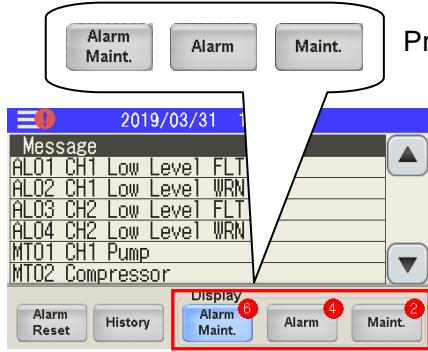 Alarm
Maint.
Alarm
Maint.
Pr
2019/03/31 1
Message
AL01 CH1 Low Level FLT
AL02 CH1 Low Level WRN
AL03 CH2 Low Level FLT
AL04 CH2 Low Level WRN
MT01 CH1 Pump
MT02 Compressor
Display
Alarm
Reset
History
Alarm
Maint.
6
Alarm
4
Maint.
2